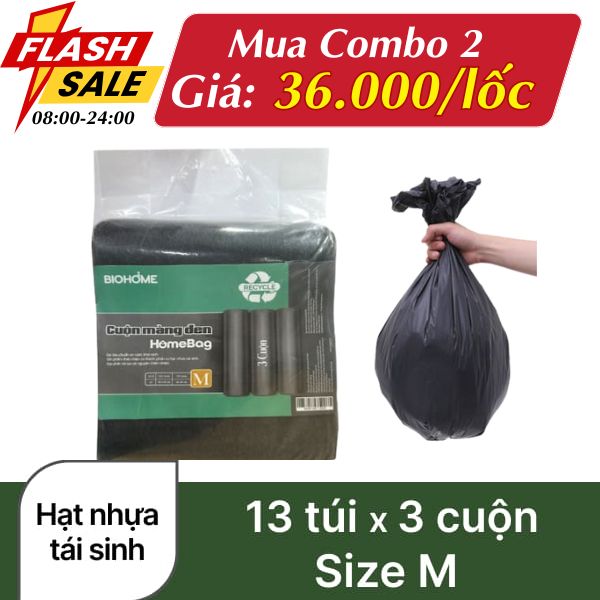 FLASH
SALE
08:00-24:00
Mua Combo 2
Giá: 36.000/lốc
BIOHOME
RECYCLE
Cuộn màng đen
HomeBag
3 Cuộn
M
Hạt nhựa
tái sinh
13 túi x 3 cuộn
Size M